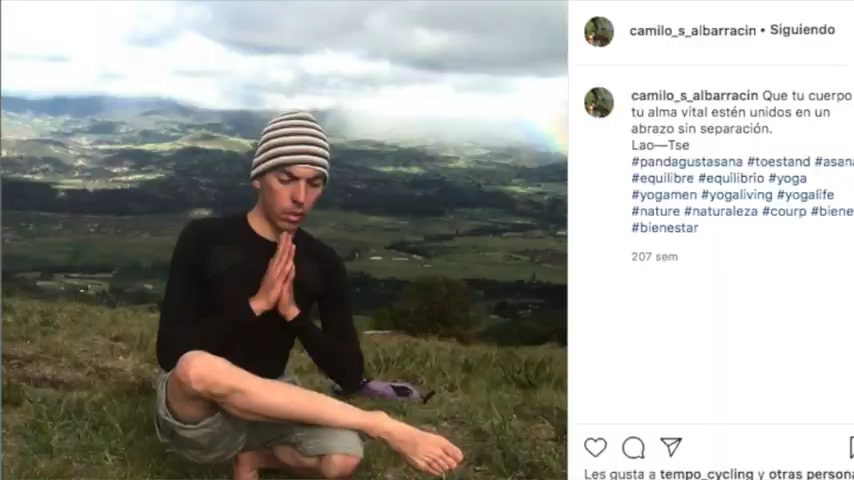 camilo_s_albarracin • Siguiendo
camilo_s_albarracin Que tu cuerpo
tu alma vital estén unidos en un
abrazo sin separación.
Lao—Tse
#pandagustasana #toestand #asana
#equilibre #equilibrio #yoga
#yogamen #yogaliving #yogalife
#nature #naturaleza #courp #biene
#bienestar
207 sem
Les gusta a tempo_cycling y otras persona